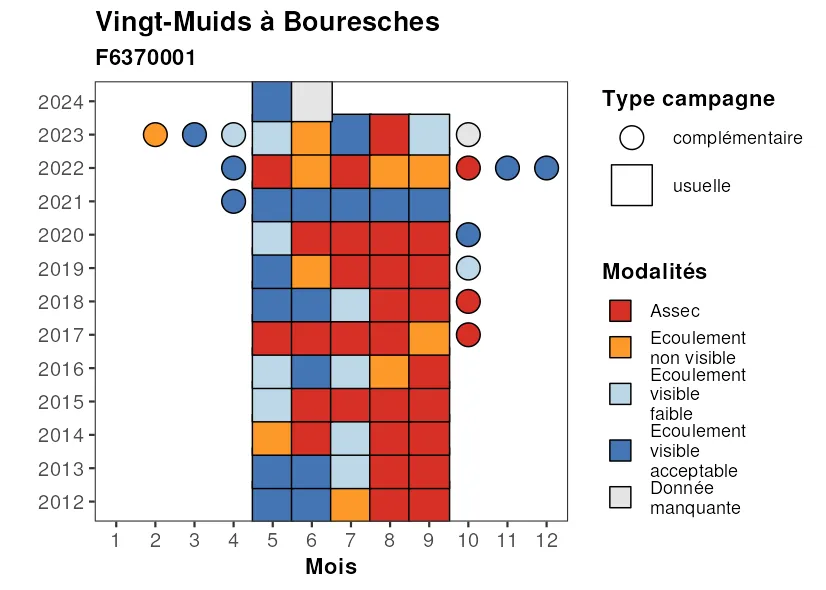 Vingt-Muids à Bouresches
F6370001
2024
2023
2022
2021
2020
2019
2018
2017
2016
2015
2014
2013
2012
1 2 3 4 5 6 7 8 9 10 11 12
Mois
Type campagne
complémentaire
usuelle
Modalités
Assec
Ecoulement
non visible
Ecoulement
visible
faible
Ecoulement
visible
acceptable
Donnée
manquante